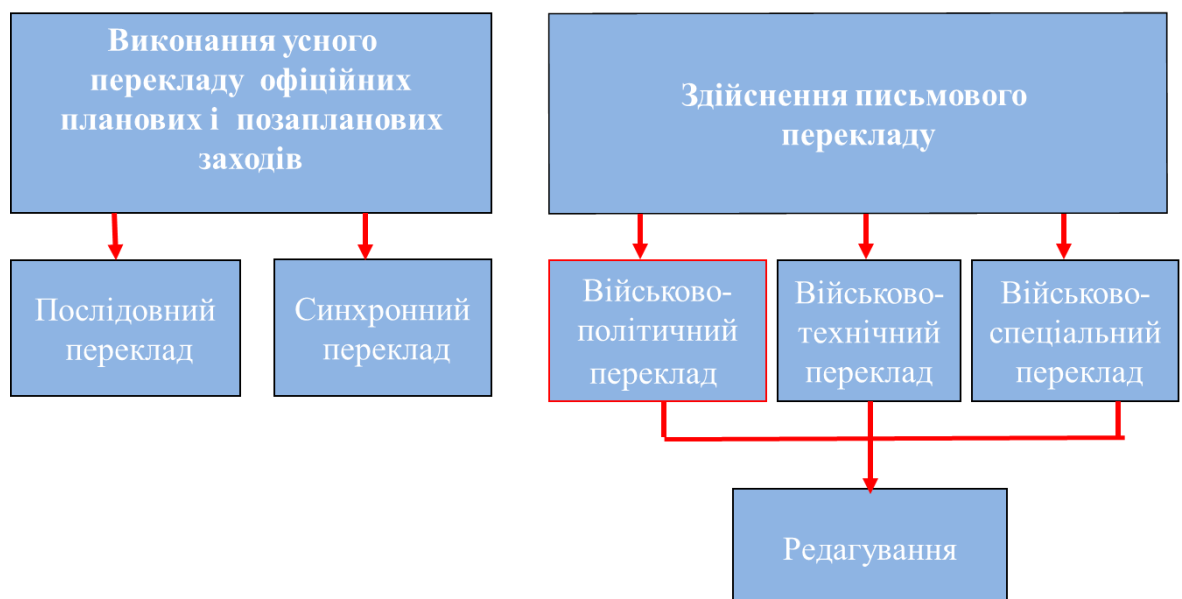 Виконання усного
перекладу офіційних
планових і позапланових
заходів
Здійснення письмового
перекладу
Послідовний
переклад
Синхронний
переклад
Військово-
політичний
переклад
Військово-
технічний
переклад
Військово-
спеціальний
переклад
Редагування